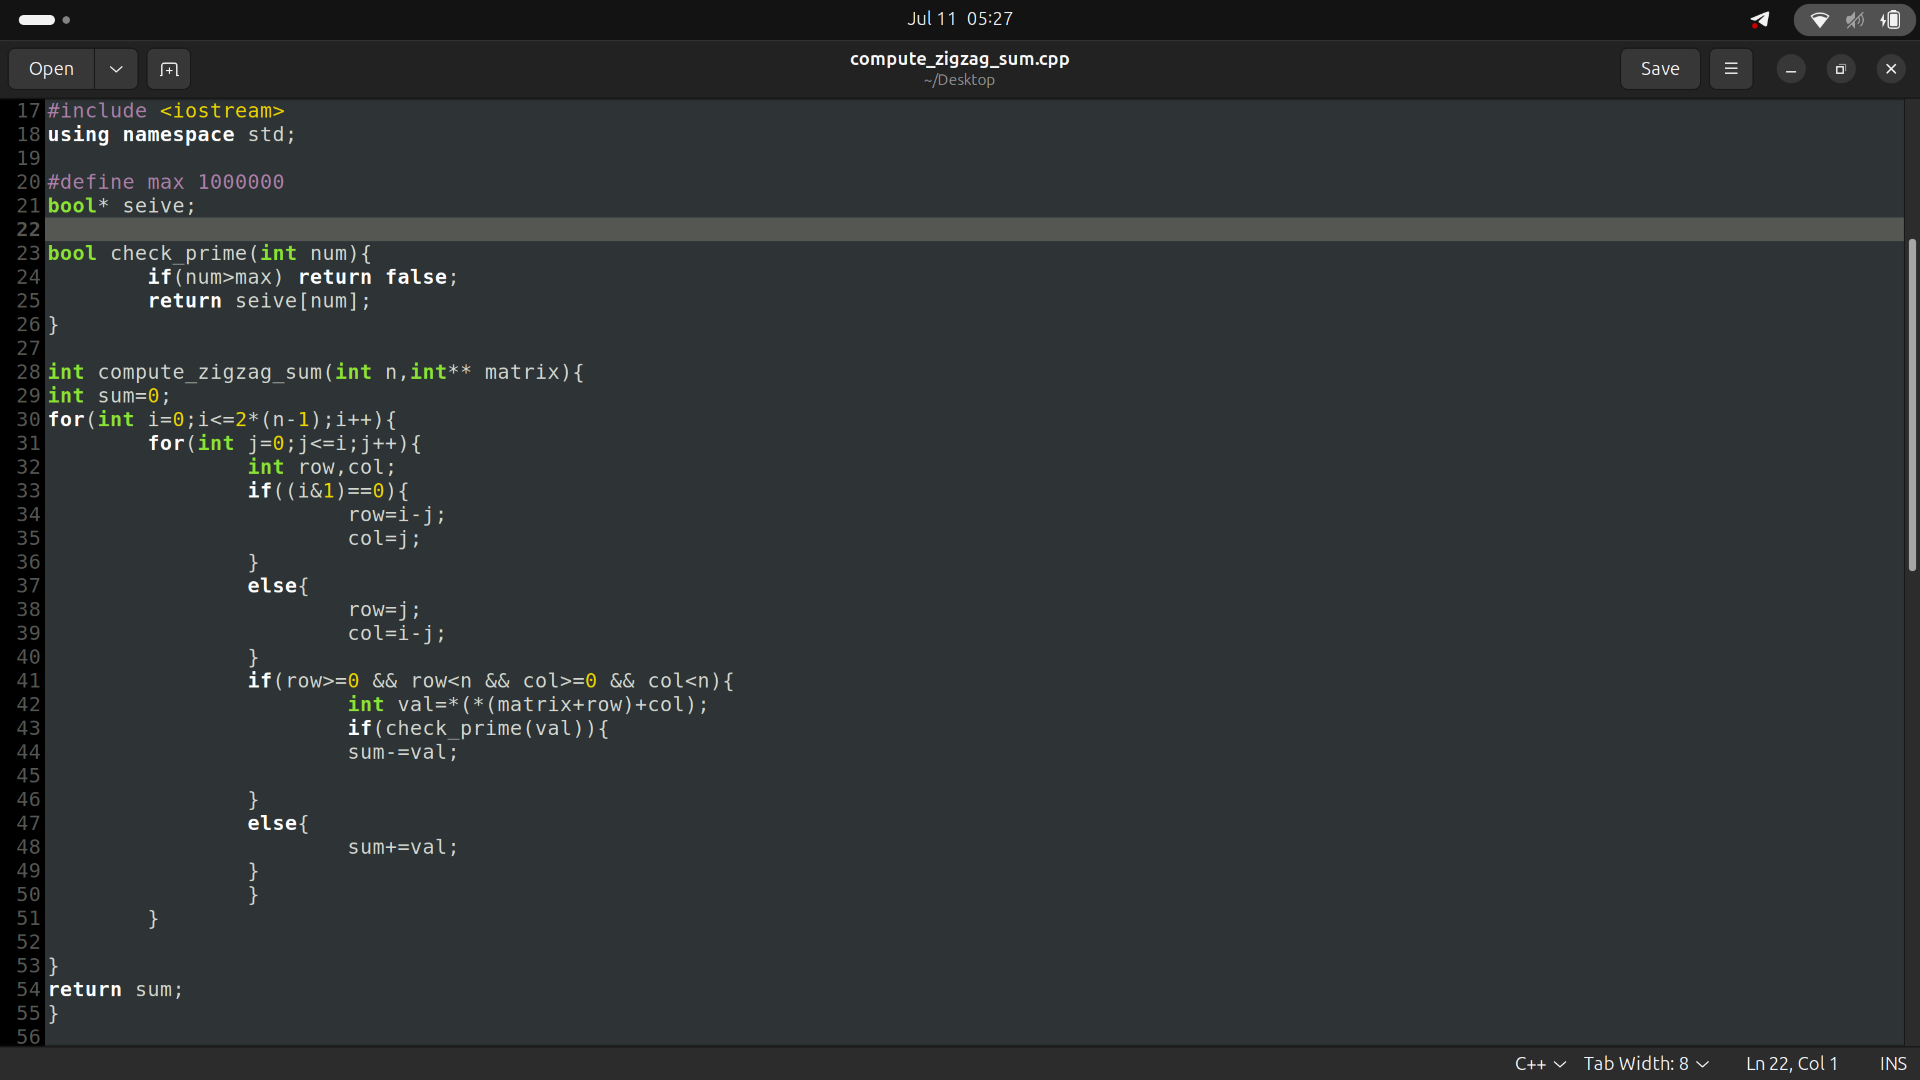 Jul 11 05:27
Open
compute_zigzag_sum.cpp
~/Desktop
Save
17 #include <iostream>
18 using namespace std;
19
20 #define max 1000000
21 bool* seive;
22
23 bool check_prime(int num){
24         if(num>max) return false;
25         return seive[num];
26 }
27
28 int compute_zigzag_sum(int n,int** matrix){
29 int sum=0;
30 for(int i=0;i<=2*(n-1);i++){
31         for(int j=0;j<=i;j++){
32                 int row,col;
33                 if((i&1)==0){
34                         row=i-j;
35                         col=j;
36                 }
37                 else{
38                         row=j;
39                         col=i-j;
40                 }
41                 if(row>=0 && row<n && col>=0 && col<n){
42                         int val=*(*(matrix+row)+col);
43                         if(check_prime(val)){
44                         sum-=val;
45
46                 }
47                 else{
48                         sum+=val;
49                 }
50                 }
51         }
52
53 }
54 return sum;
55 }
56
C++ Tab Width: 8 Ln 22, Col 1 INS